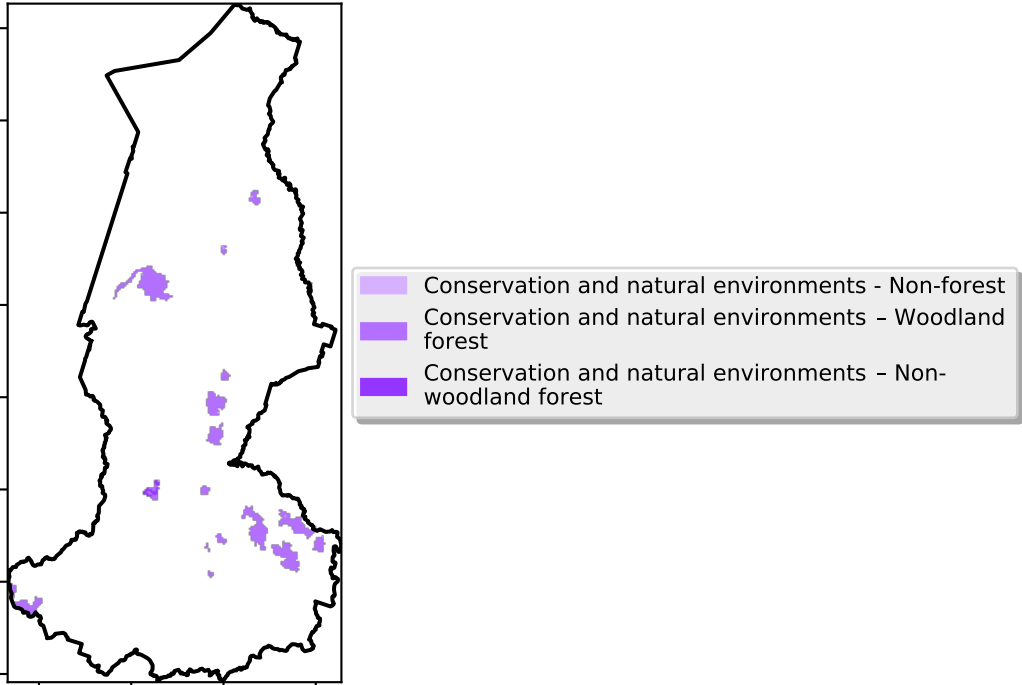 Conservation and natural environments - Non-forest
Conservation and natural environments – Woodland
forest
Conservation and natural environments – Non-
woodland forest